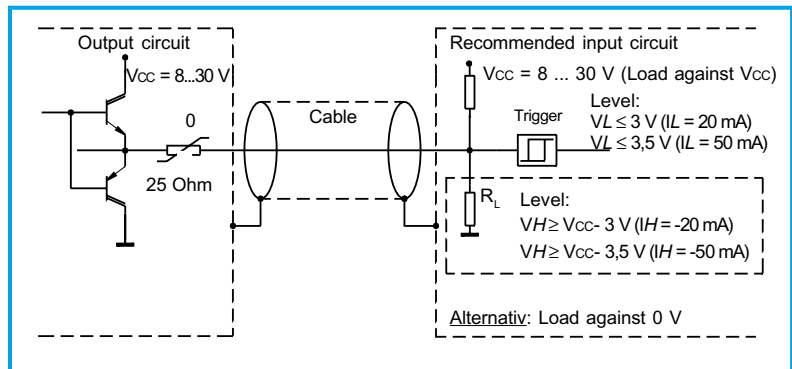 Output circuit
VCC = 8...30 V
0
25 Ohm
Cable
Recommended input circuit
VCC = 8 ... 30 V (Load against VCC)
Trigger
Level:
VL ≤ 3 V (IL = 20 mA)
VL ≤ 3,5 V (IL = 50 mA)
RL
Level:
VH ≥ VCC- 3 V (IH = -20 mA)
VH ≥ VCC- 3,5 V (IH = -50 mA)
Alternativ: Load against 0 V